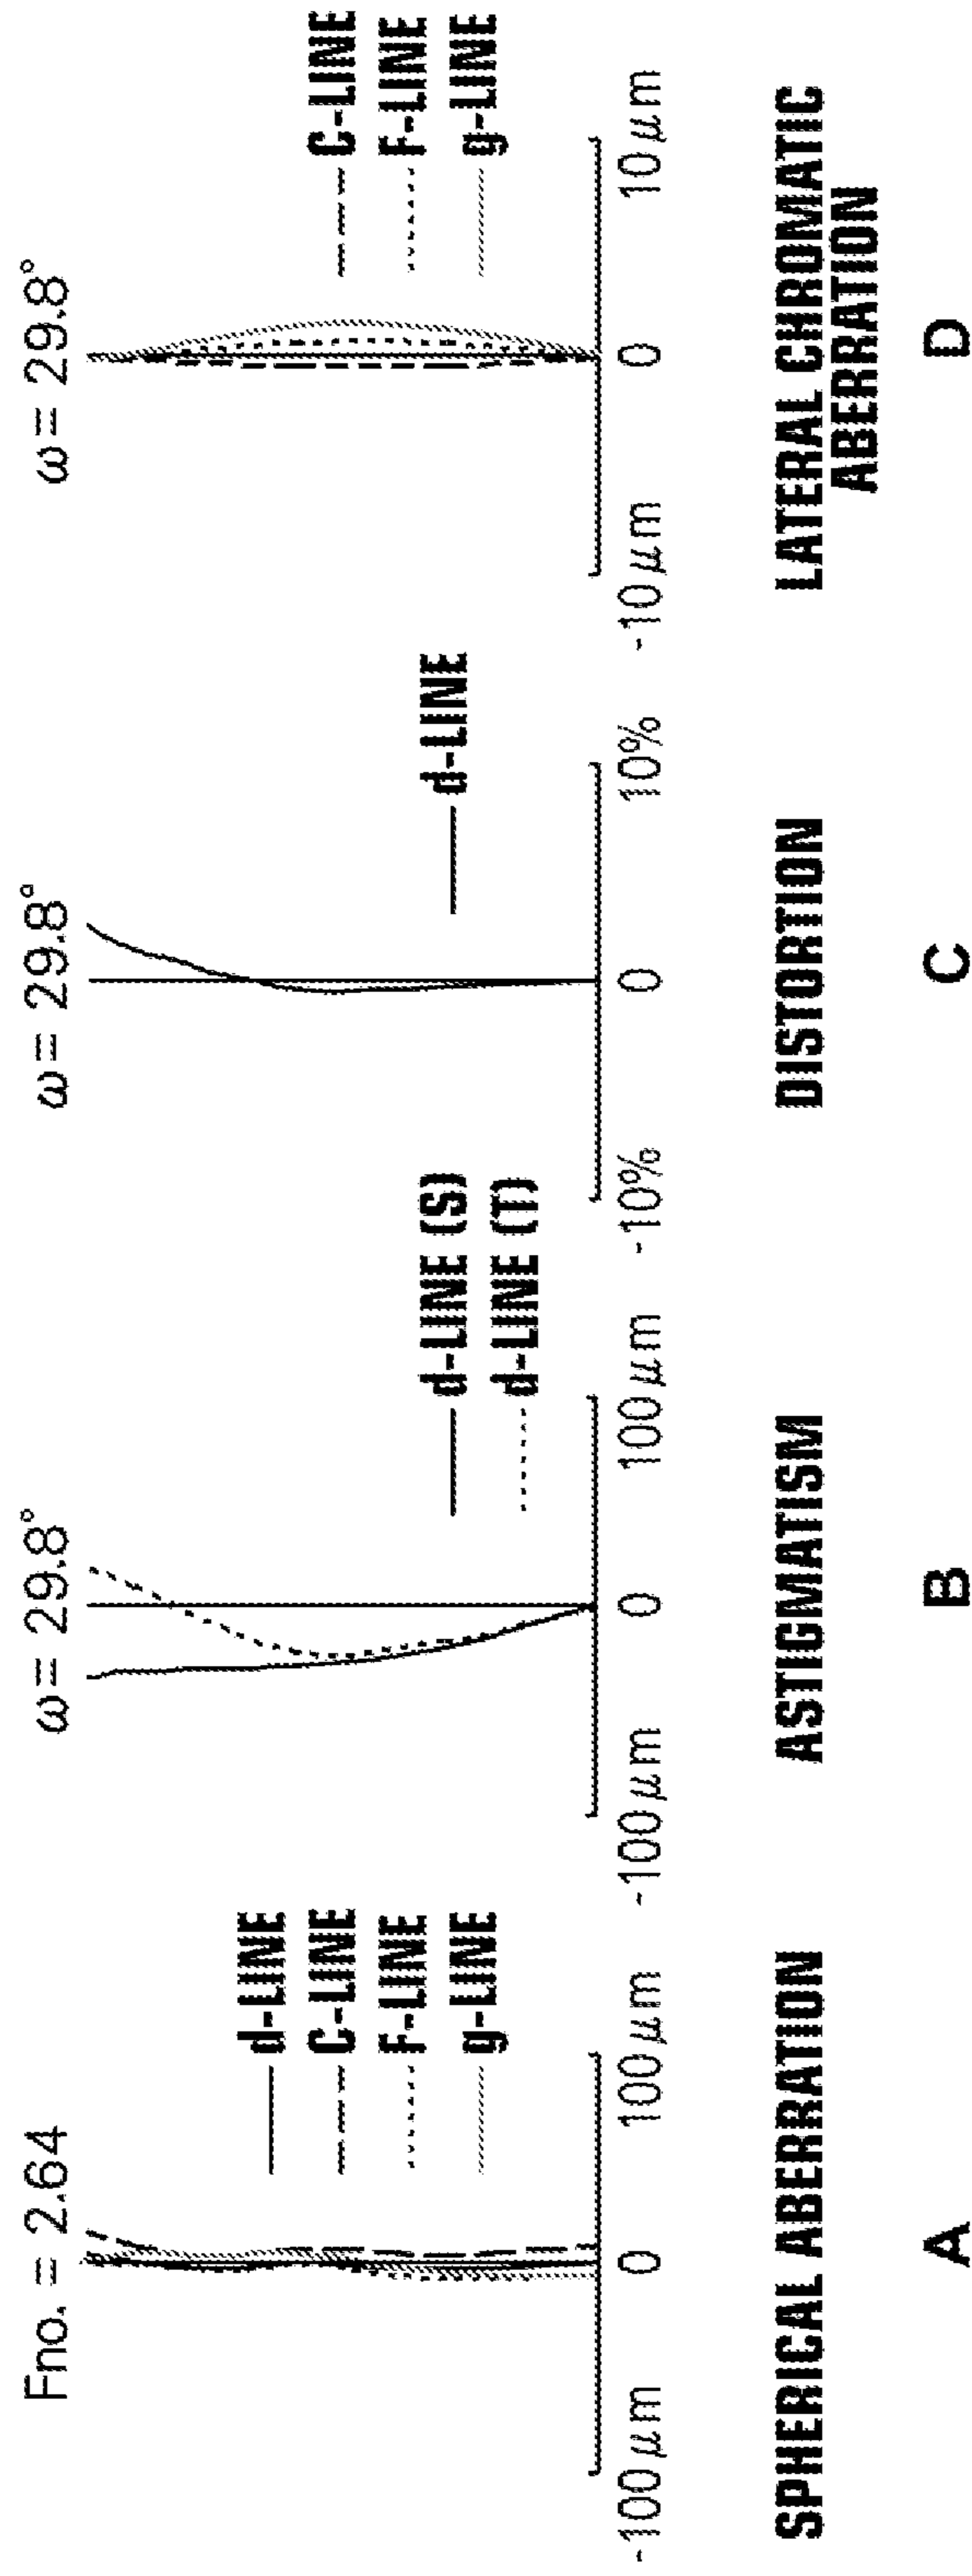 Fno. = 2.64
d-LINE
C-LINE
F-LINE
g-LINE
-100μm
0
100μm
SPHERICAL ABERRATION
A
ω = 29.8°
d-LINE (S)
d-LINE (T)
-100μm
0
100μm
ASTIGMATISM
B
ω = 29.8°
d-LINE
-10%
0
10%
DISTORTION
C
ω = 29.8°
C-LINE
F-LINE
g-LINE
-10μm
0
10μm
LATERAL CHROMATIC
ABERRATION
D